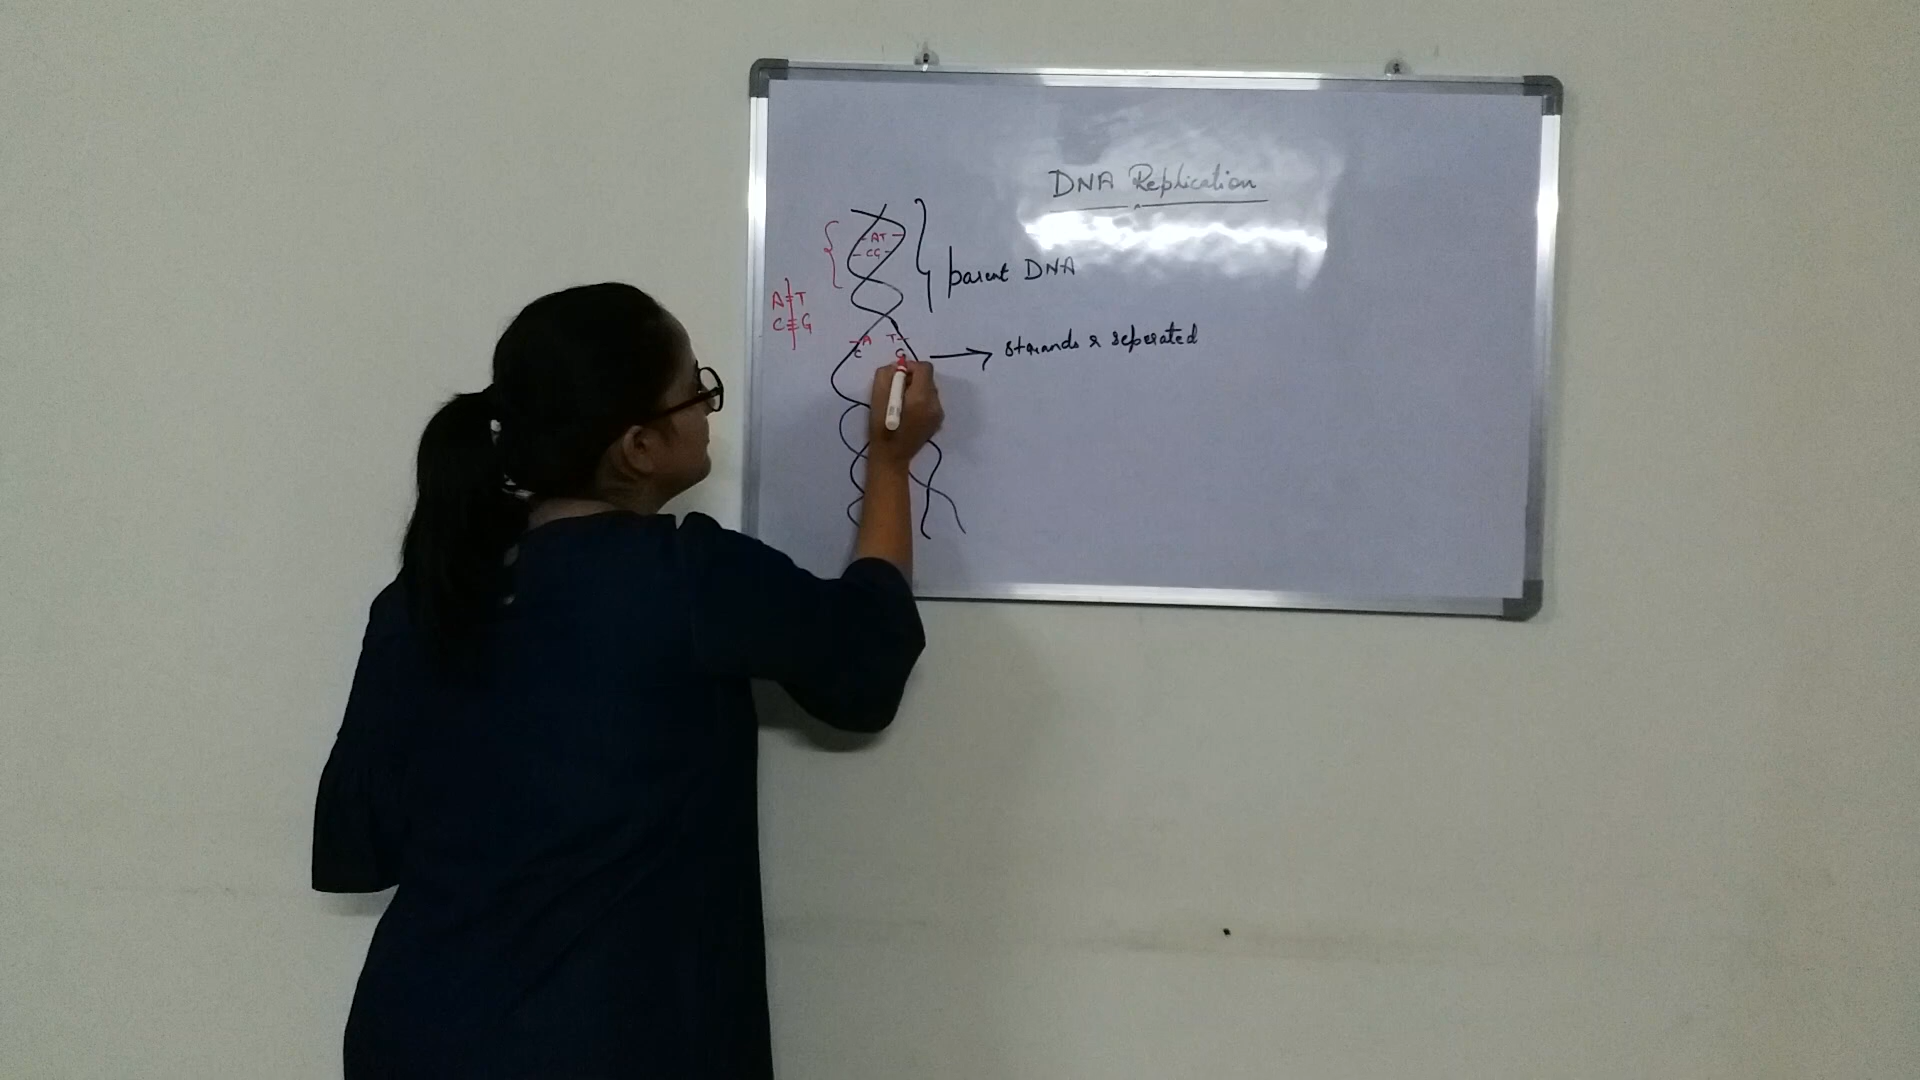 DNA Replication
AT
CG
parent DNA
A T
C G
A T
C G
strands & seperated